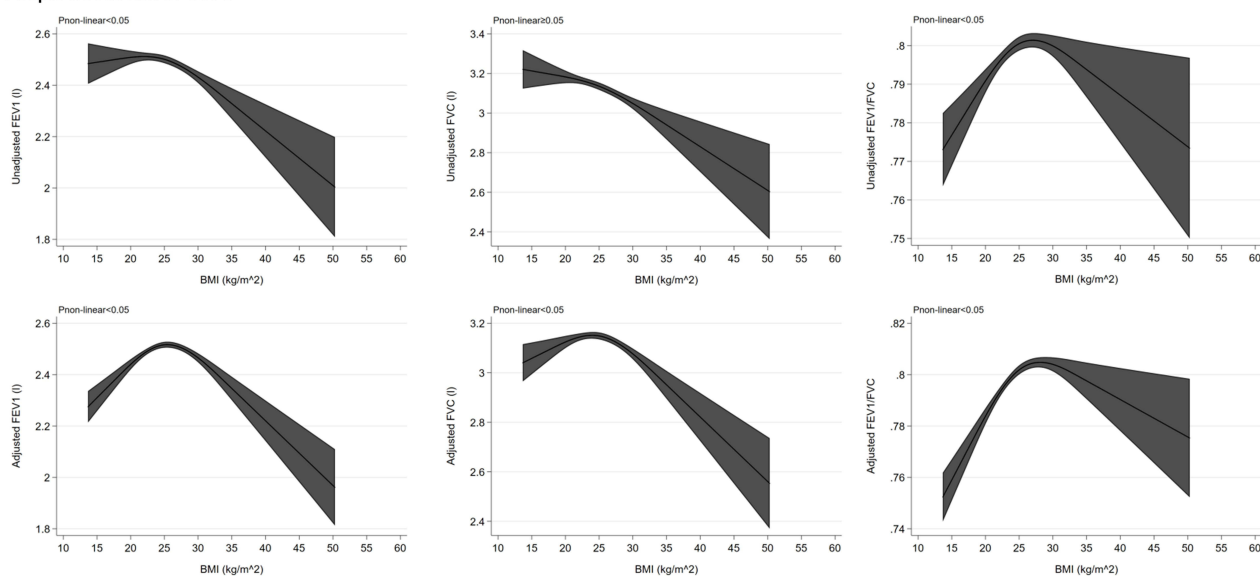 Pnon-linear<0.05
2.6
2.4
2.2
2
1.8
Unadjusted FEV1 (l)
10 15 20 25 30 35 40 45 50 55 60
BMI (kg/m^2)
Pnon-linear≥0.05
3.4
3.2
3
2.8
2.6
2.4
Unadjusted FVC (l)
10 15 20 25 30 35 40 45 50 55 60
BMI (kg/m^2)
Pnon-linear<0.05
.8
.79
.78
.77
.76
.75
Unadjusted FEV1/FVC
10 15 20 25 30 35 40 45 50 55 60
BMI (kg/m^2)
Pnon-linear<0.05
2.6
2.4
2.2
2
1.8
Adjusted FEV1 (l)
10 15 20 25 30 35 40 45 50 55 60
BMI (kg/m^2)
Pnon-linear<0.05
3.2
3
2.8
2.6
2.4
Adjusted FVC (l)
10 15 20 25 30 35 40 45 50 55 60
BMI (kg/m^2)
Pnon-linear<0.05
.82
.8
.78
.76
.74
Adjusted FEV1/FVC
10 15 20 25 30 35 40 45 50 55 60
BMI (kg/m^2)